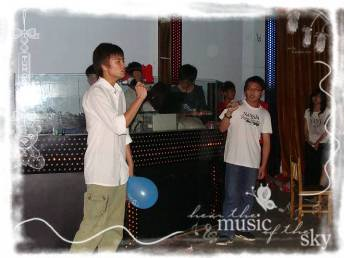 hear the
music
of the
sky